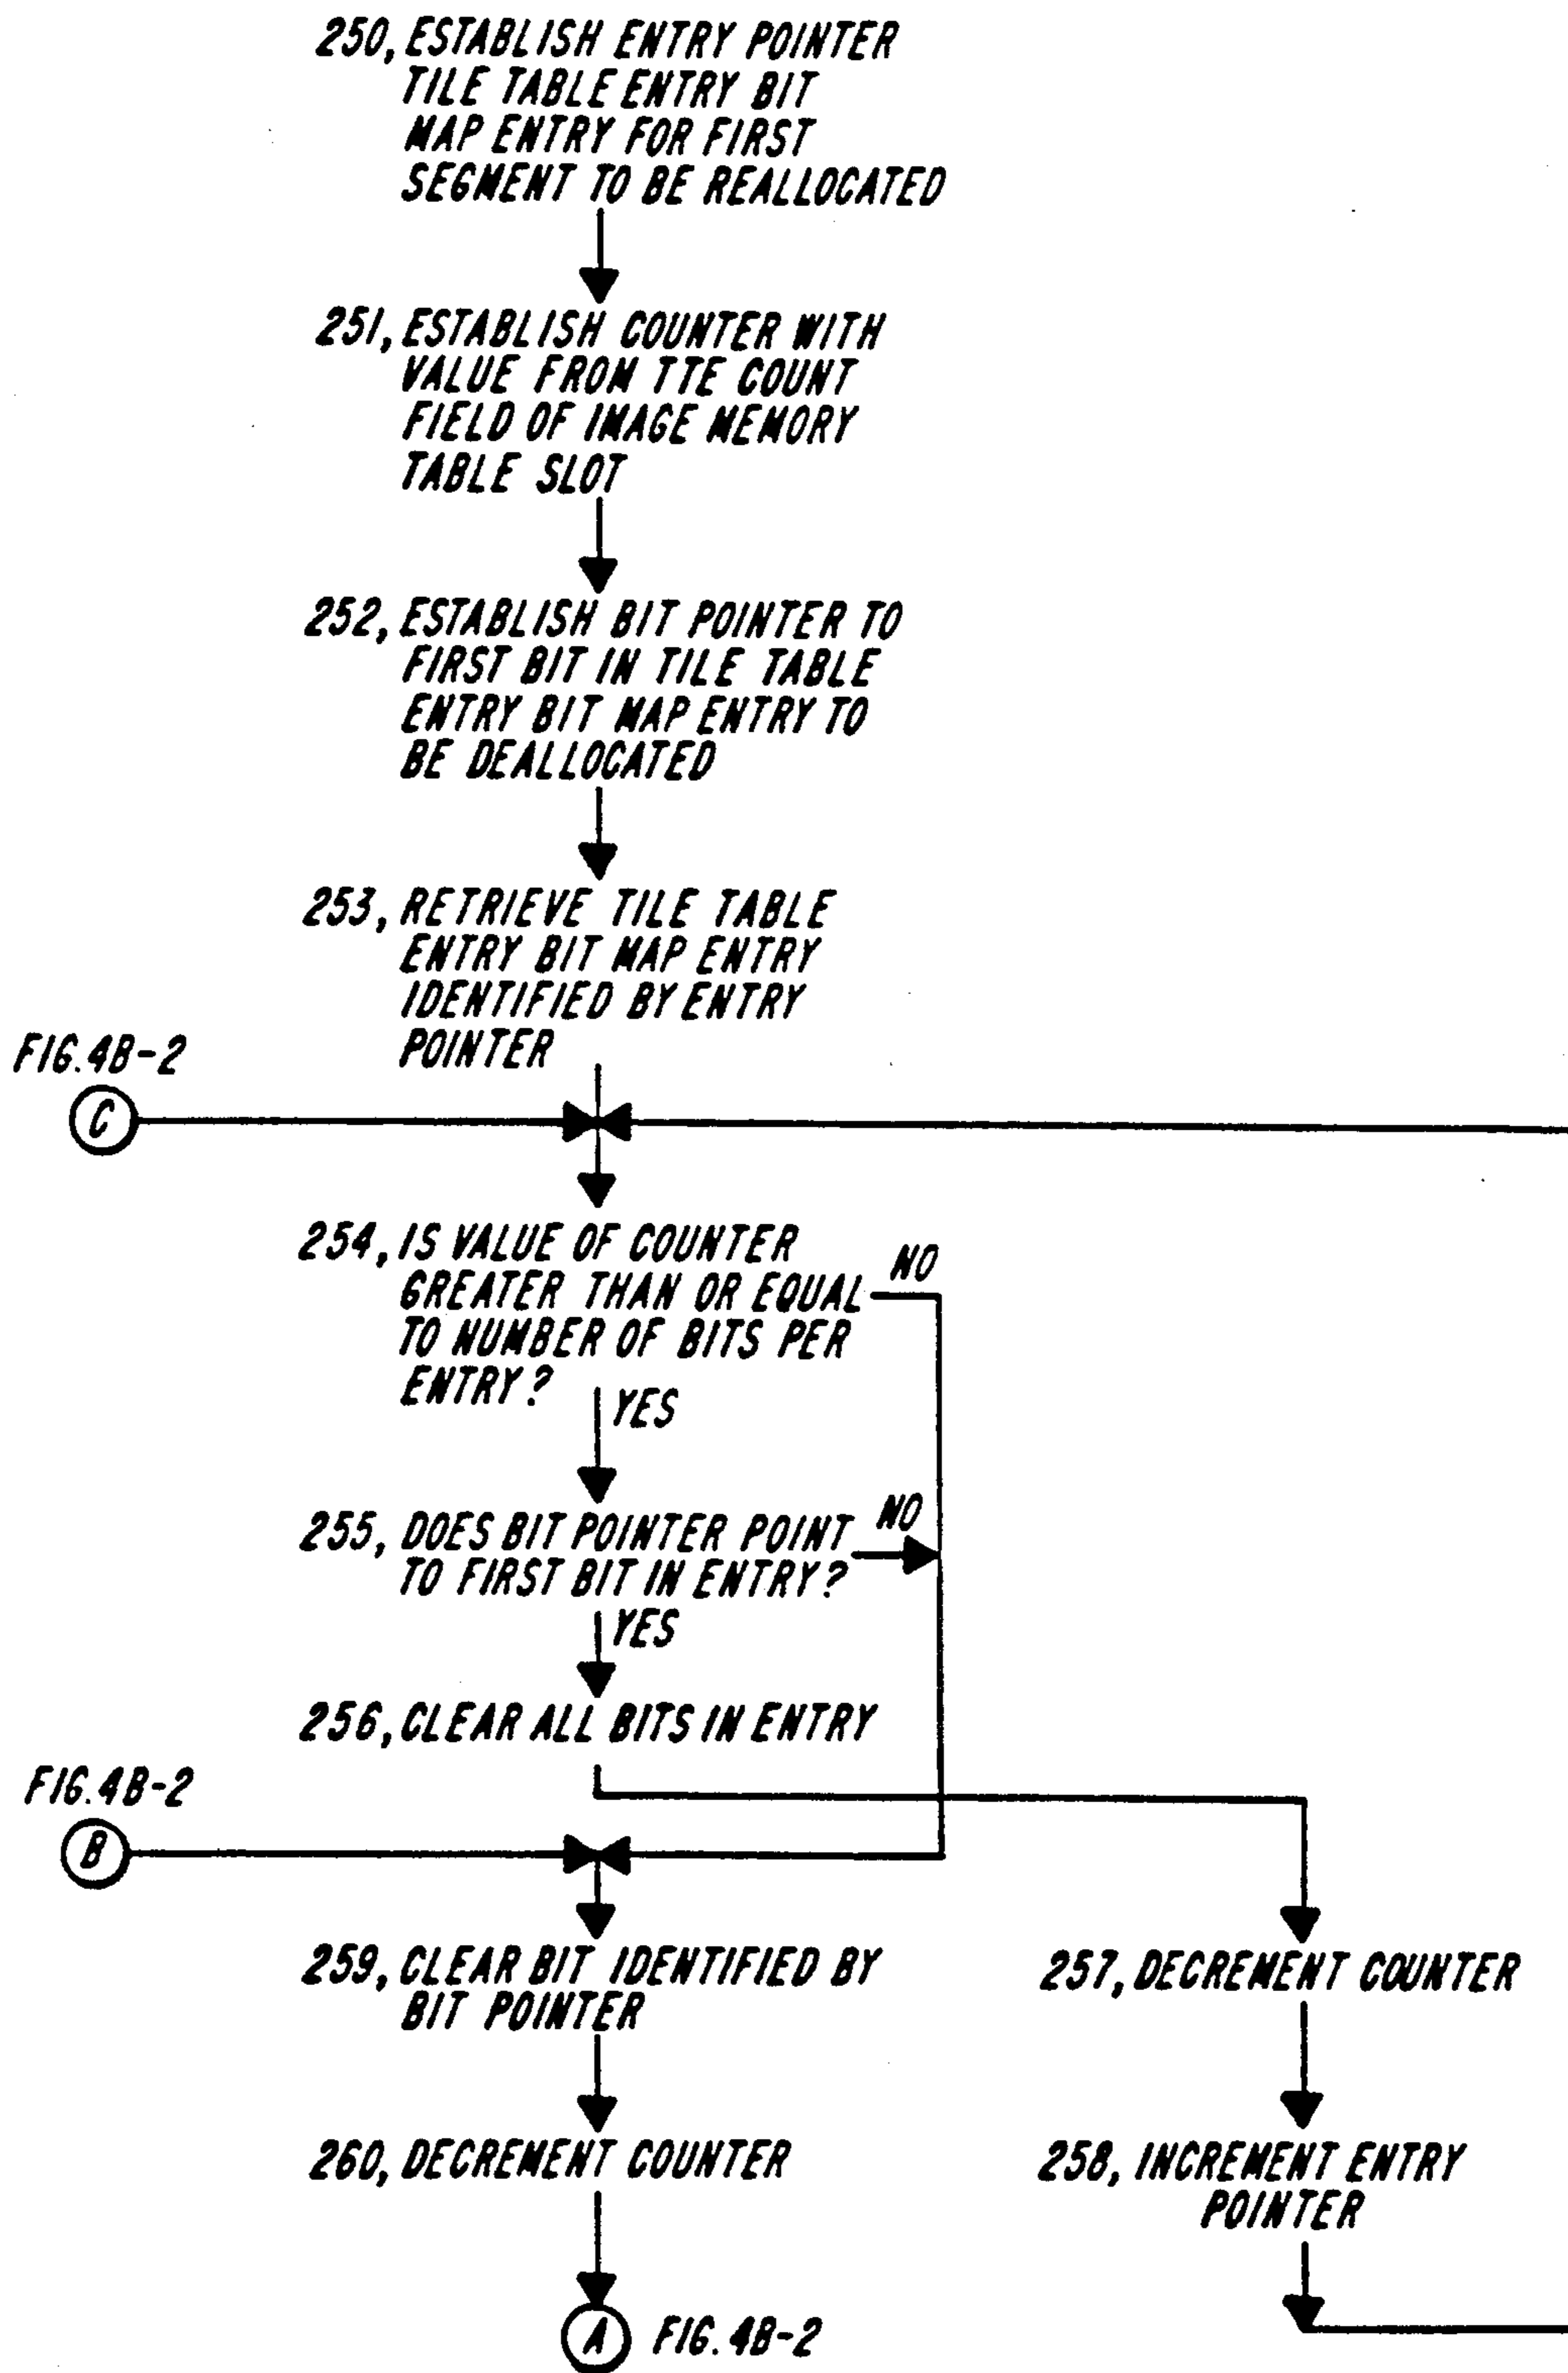 250, ESTABLISH ENTRY POINTER
TILE TABLE ENTRY BIT
MAP ENTRY FOR FIRST
SEGMENT TO BE REALLOCATED
251, ESTABLISH COUNTER WITH
VALUE FROM TTE COUNT
FIELD OF IMAGE MEMORY
TABLE SLOT
252, ESTABLISH BIT POINTER TO
FIRST BIT IN TILE TABLE
ENTRY BIT MAP ENTRY TO
BE DEALLOCATED
253, RETRIEVE TILE TABLE
ENTRY BIT MAP ENTRY
IDENTIFIED BY ENTRY
POINTER
FIG. 4B-2
C
254, IS VALUE OF COUNTER
GREATER THAN OR EQUAL
TO NUMBER OF BITS PER
ENTRY?
NO
YES
255, DOES BIT POINTER POINT
TO FIRST BIT IN ENTRY?
NO
YES
256, CLEAR ALL BITS IN ENTRY
FIG. 4B-2
B
259, CLEAR BIT IDENTIFIED BY
BIT POINTER
257, DECREMENT COUNTER
260, DECREMENT COUNTER
258, INCREMENT ENTRY
POINTER
A FIG. 4B-2